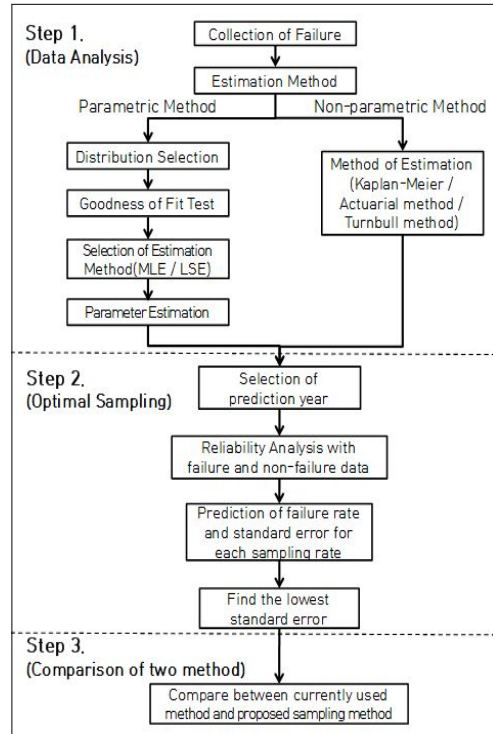 Step 1.
(Data Analysis)
Collection of Failure
Estimation Method
Parametric Method
Non-parametric Method
Distribution Selection
Goodness of Fit Test
Selection of Estimation
Method(MLE / LSE)
Parameter Estimation
Method of Estimation
(Kaplan-Meier /
Actuarial method /
Turnbull method)
Step 2.
(Optimal Sampling)
Selection of
prediction year
Reliability Analysis with
failure and non-failure data
Prediction of failure rate
and standard error for
each sampling rate
Find the lowest
standard error
Step 3.
(Comparison of two method)
Compare between currently used
method and proposed sampling method